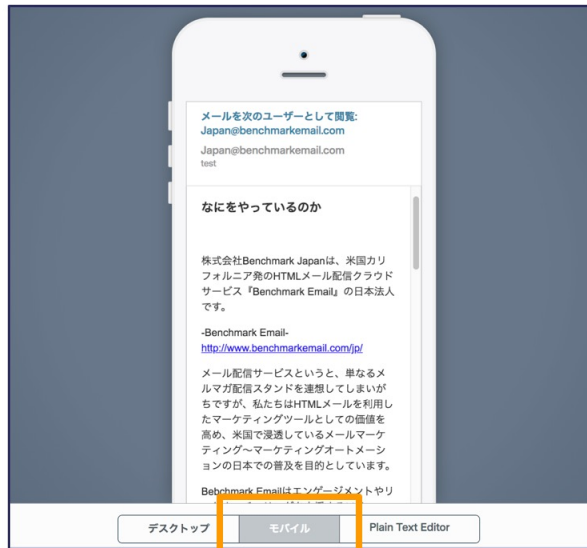 メールを次のユーザーとして閲覧:
Japan@benchmarkemail.com
Japan@benchmarkemail.com
test
なにをやっているのか
株式会社Benchmark Japanは、米国カリ
フォルニア発のHTMLメール配信クラウド
サービス『Benchmark Email』の日本法人
です。
-Benchmark Email-
http://www.benchmarkemail.com/jp/
メール配信サービスというと、単なるメ
ルマガ配信スタンドを連想してしまいが
ちですが、私たちはHTMLメールを利用し
たマーケティングツールとしての価値を
高め、米国で浸透しているメールマーケ
ティング〜マーケティングオートメーシ
ョンの日本での普及を目的としています。
Bebchmark Emailはエンゲージメントやリ
デスクトップ
モバイル
Plain Text Editor